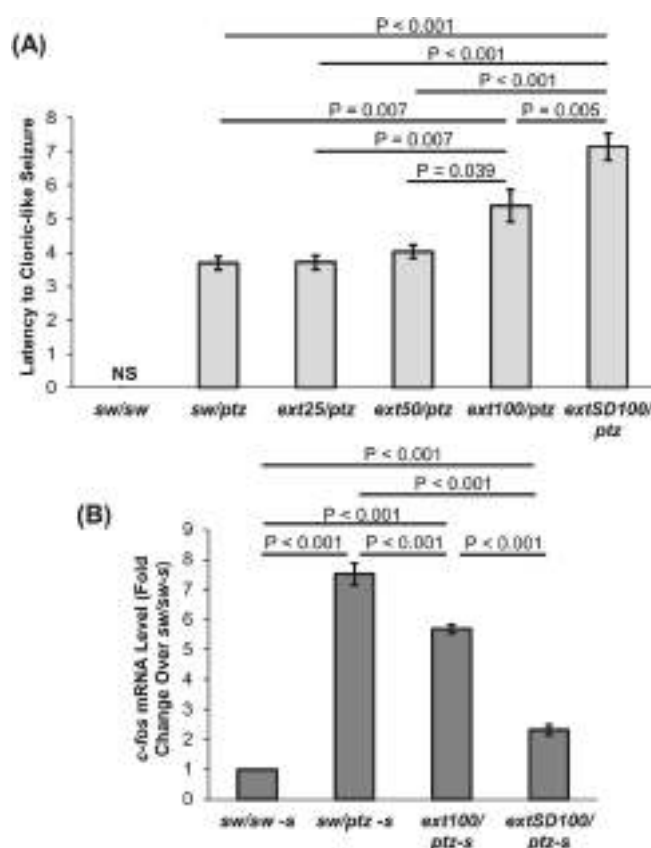 (A)
P < 0.001
P < 0.001
P < 0.001
P = 0.007
P = 0.005
P = 0.007
P = 0.039
Latency to Clonic-like Seizure
8
7
6
5
4
3
2
1
0
NS
sw/sw
sw/ptz
ext25/ptz
ext50/ptz
ext100/ptz
extSD100/
ptz
(B)
P < 0.001
P < 0.001
P < 0.001
P < 0.001
P < 0.001
P < 0.001
c-fos mRNA Level (Fold
Change Over sw/sw-s)
9
8
7
6
5
4
3
2
1
0
sw/sw -s
sw/ptz -s
ext100/
ptz-s
extSD100/
ptz-s